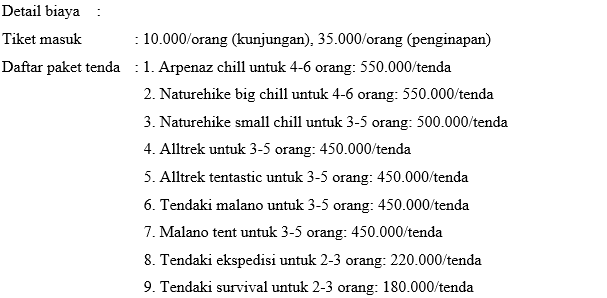 Detail biaya :
Tiket masuk : 10.000/orang (kunjungan), 35.000/orang (penginapan)
Daftar paket tenda : 1. Arpenaz chill untuk 4-6 orang: 550.000/tenda
2. Naturehike big chill untuk 4-6 orang: 550.000/tenda
3. Naturehike small chill untuk 3-5 orang: 500.000/tenda
4. Alltrek untuk 3-5 orang: 450.000/tenda
5. Alltrek tentastic untuk 3-5 orang: 450.000/tenda
6. Tendaki malano untuk 3-5 orang: 450.000/tenda
7. Malano tent untuk 3-5 orang: 450.000/tenda
8. Tendaki ekspedisi untuk 2-3 orang: 220.000/tenda
9. Tendaki survival untuk 2-3 orang: 180.000/tenda